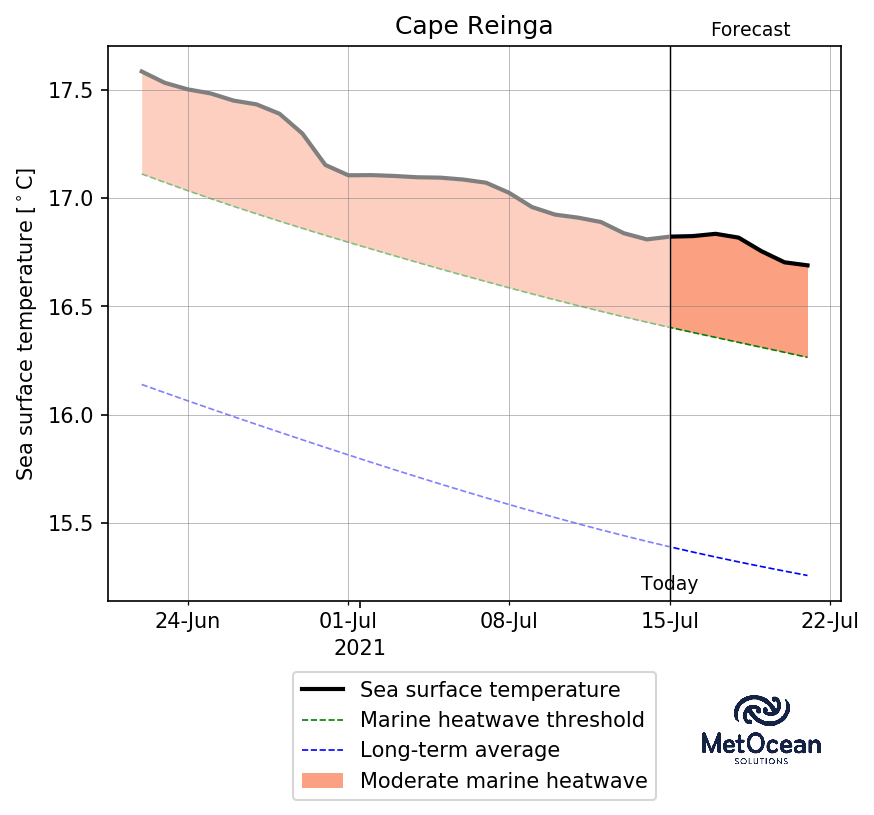 Cape Reinga
Forecast
Sea surface temperature [°C]
17.5
17.0
16.5
16.0
15.5
Today
24-Jun 01-Jul 08-Jul 15-Jul 22-Jul
2021
Sea surface temperature
Marine heatwave threshold
Long-term average
Moderate marine heatwave
MetOcean
SOLUTIONS